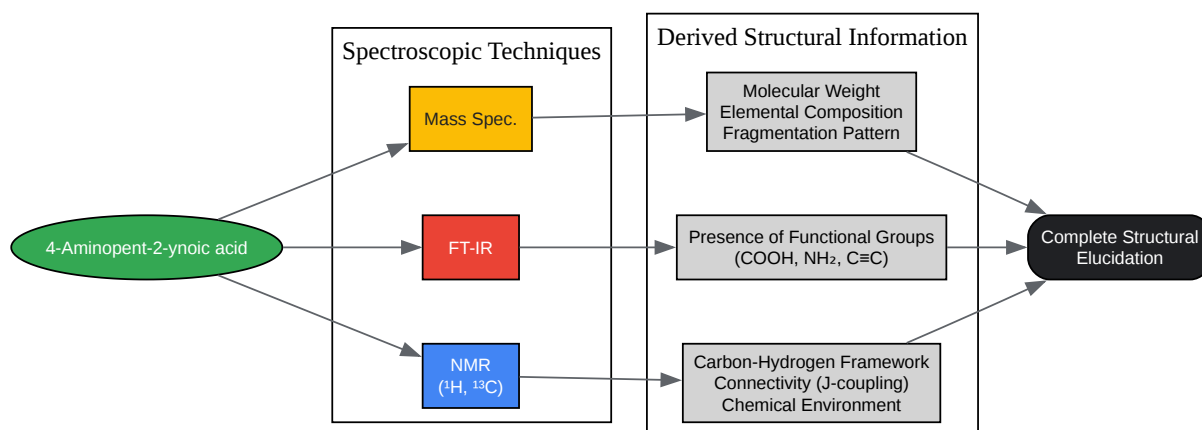 Spectroscopic Techniques
Derived Structural Information
Mass Spec.
Molecular Weight
Elemental Composition
Fragmentation Pattern
4-Aminopent-2-ynoic acid
FT-IR
Presence of Functional Groups
(COOH, NH₂, C≡C)
Complete Structural
Elucidation
NMR
(¹H, ¹³C)
Carbon-Hydrogen Framework
Connectivity (J-coupling)
Chemical Environment